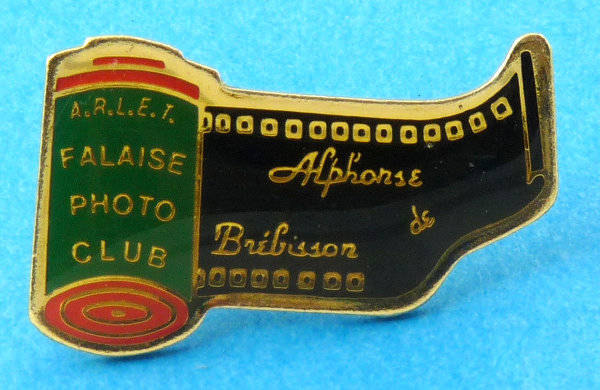 A.R.L.E.T.
FALAISE
PHOTO
CLUB
Alphonse
de
Brébisson